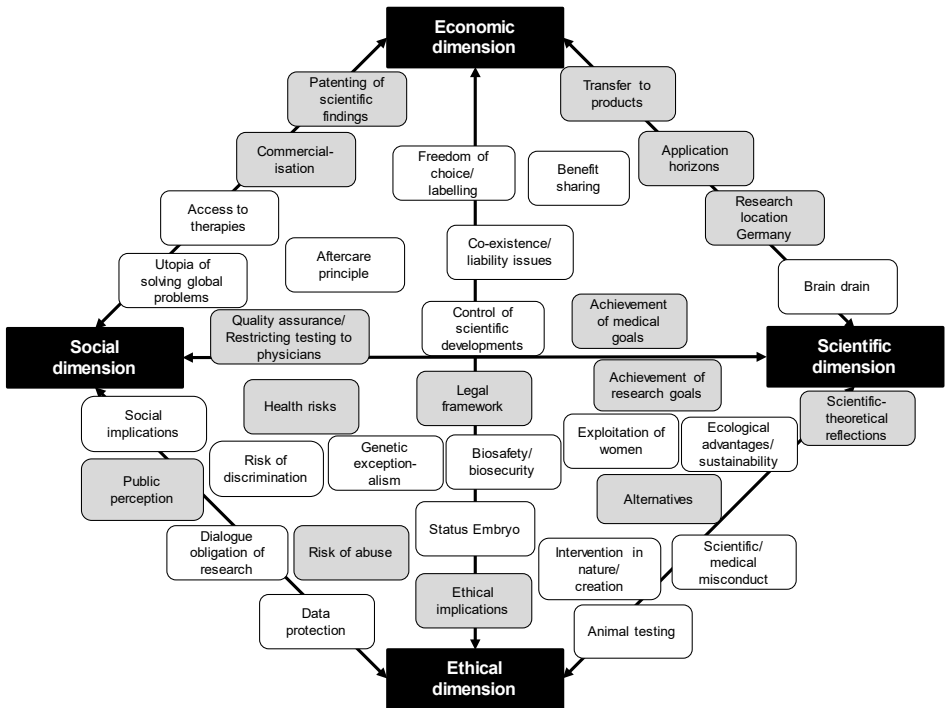 Economic
dimension
Patenting of
scientific
findings
Transfer to
products
Commercial-
isation
Freedom of
choice/
labelling
Benefit
sharing
Application
horizons
Access to
therapies
Research
location
Germany
Aftercare
principle
Co-existence/
liability issues
Utopia of
solving global
problems
Brain drain
Quality assurance/
Restricting testing to
physicians
Control of
scientific
developments
Achievement
of medical
goals
Social
dimension
Scientific
dimension
Health risks
Legal
framework
Achievement of
research goals
Scientific-
theoretical
reflections
Social
implications
Risk of
discrimination
Genetic
exception-
alism
Biosafety/
biosecurity
Exploitation of
women
Ecological
advantages/
sustainability
Public
perception
Alternatives
Dialogue
obligation of
research
Risk of abuse
Status Embryo
Intervention in
nature/
creation
Scientific/
medical
misconduct
Data
protection
Ethical
implications
Animal testing
Ethical
dimension